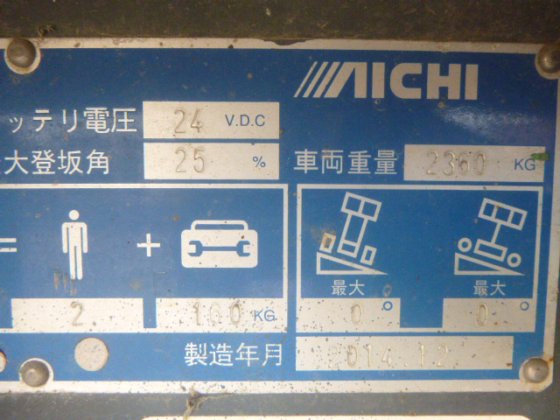 AICHI
ッテリ電圧 24 V.D.C
大登坂角 25 % 車両重量 2360 KG
= +
最大 最大
2 100 KG 0° 0°
製造年月 014 12